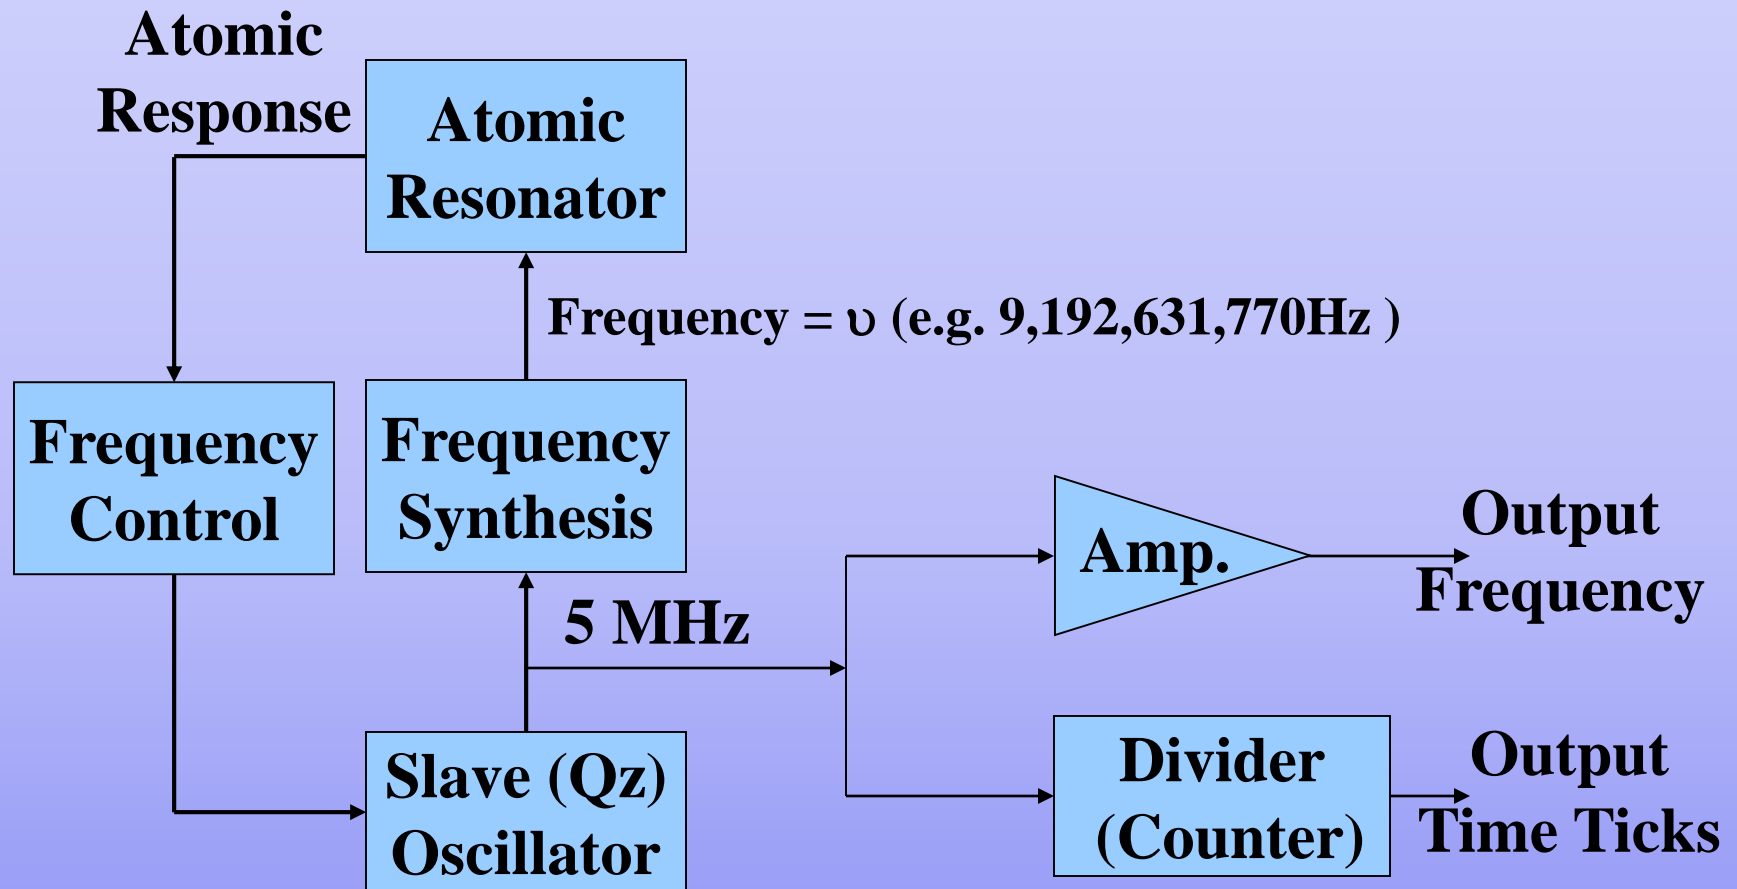 Atomic
Response
Atomic
Resonator
Frequency = υ (e.g. 9,192,631,770Hz )
Frequency
Control
Frequency
Synthesis
5 MHz
Amp.
Output
Frequency
Slave (Qz)
Oscillator
Divider
(Counter)
Output
Time Ticks